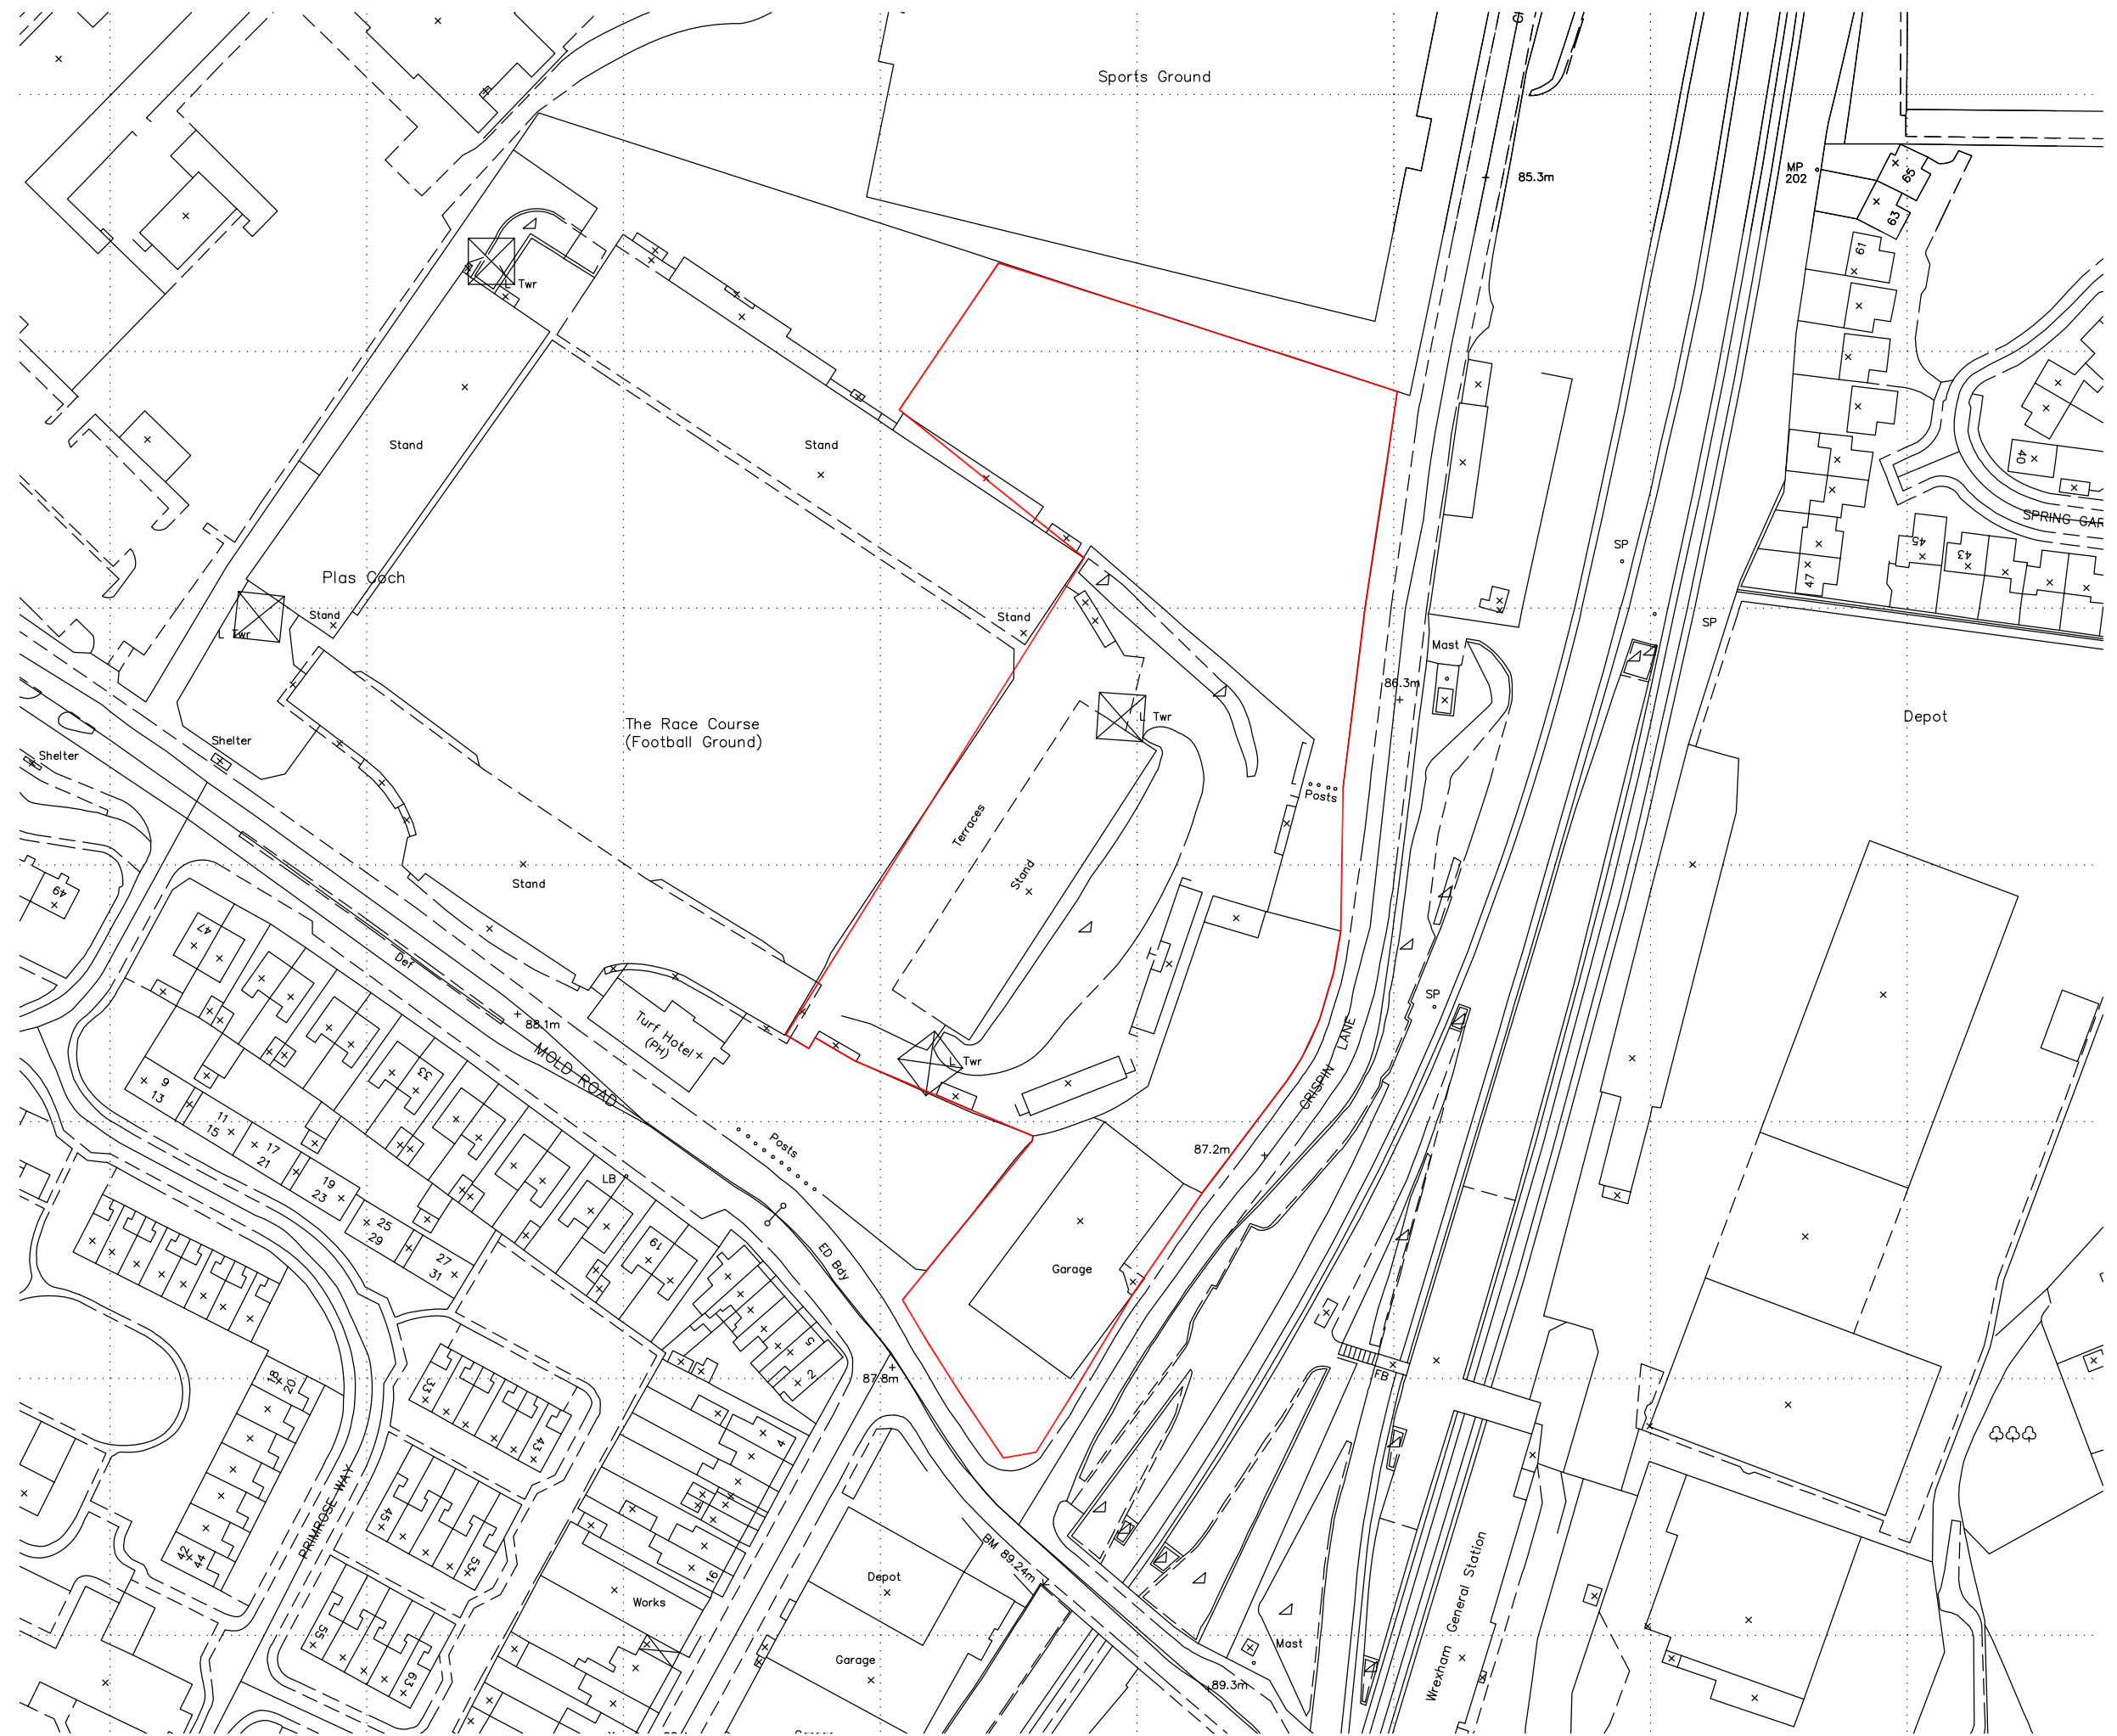 Sports Ground
85.3m
MP
202
65
63
61
L Twr
Stand
Stand
40
SPRING GAR
SP
45
43
47
Plas Coch
Stand
L Twr
Stand
SP
Mast
86.3m
Depot
L Twr
The Race Course
(Football Ground)
Shelter
Shelter
Posts
Terraces
Stand
Stand
49
47
Def
SP
88.1m
Turf Hotel
(PH)
MOLD ROAD
L Twr
CRISPIN LANE
33
9
13
11
15
17
21
19
23
25
29
27
31
Posts
LB
87.2m
19
ED Bdy
Garage
5
2
87.8m
FB
18
20
33
43
4
PRIMROSE WAY
45
53
42
44
16
BM 89.24m
Depot
Works
Wrexham General Station
55
63
Mast
Garage
89.3m